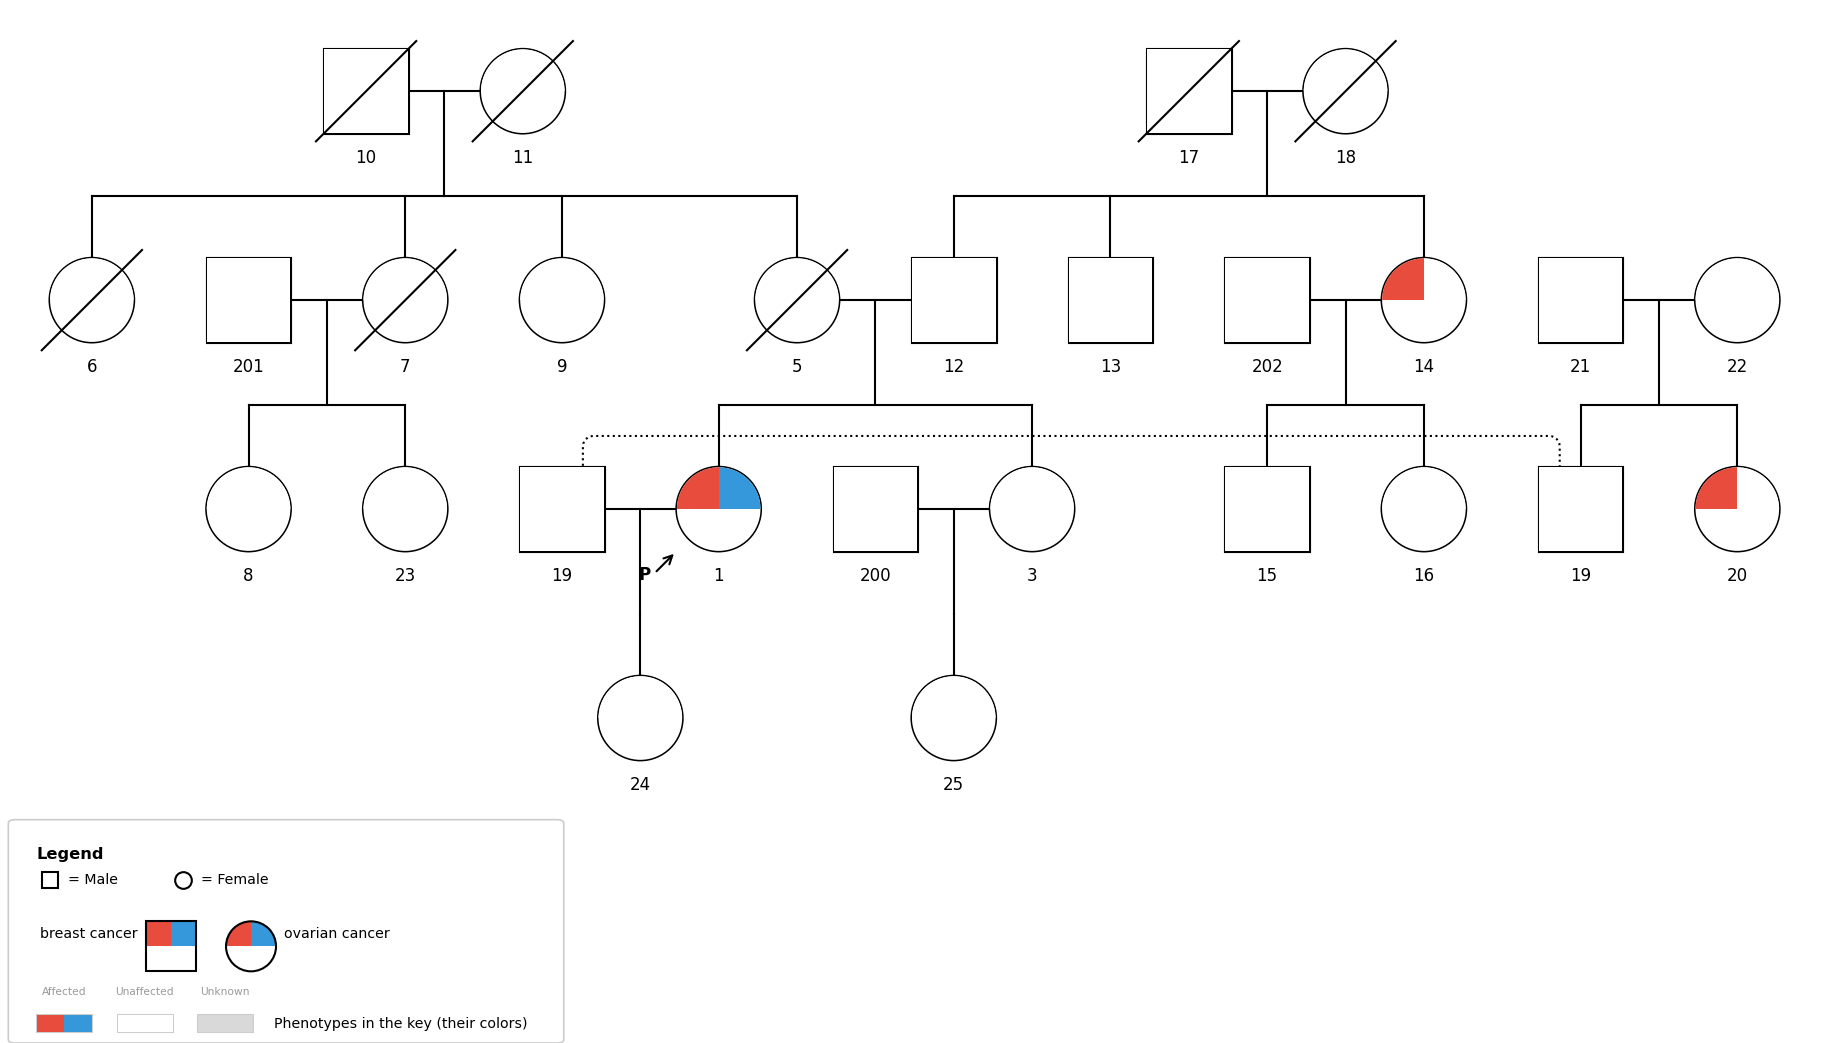 10 11 17 18
6 201 7 9 5 12 13 202 14 21 22
8 23 19 P 1 200 3 15 16 19 20
24 25
Legend
= Male = Female
breast cancer ovarian cancer
Affected Unaffected Unknown
Phenotypes in the key (their colors)